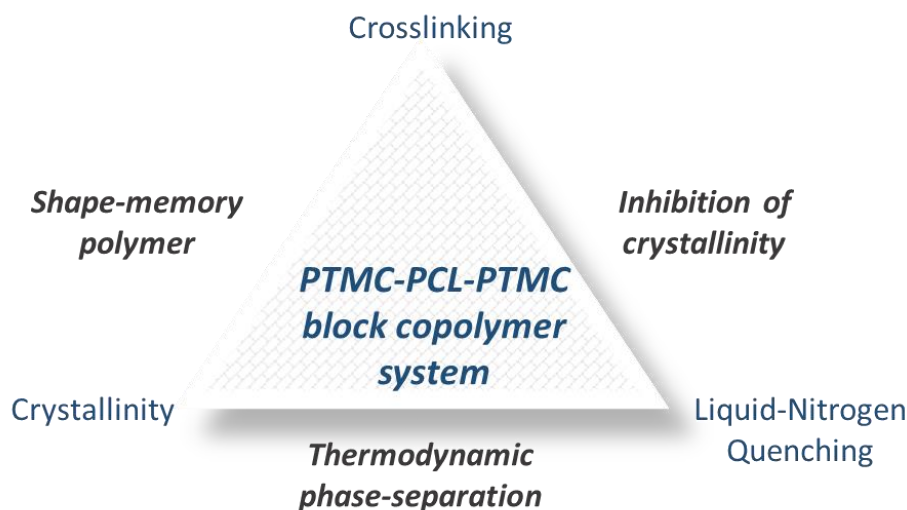 Crosslinking
Shape-memory
polymer
Inhibition of
crystallinity
PTMC-PCL-PTMC
block copolymer
system
Crystallinity
Liquid-Nitrogen
Quenching
Thermodynamic
phase-separation